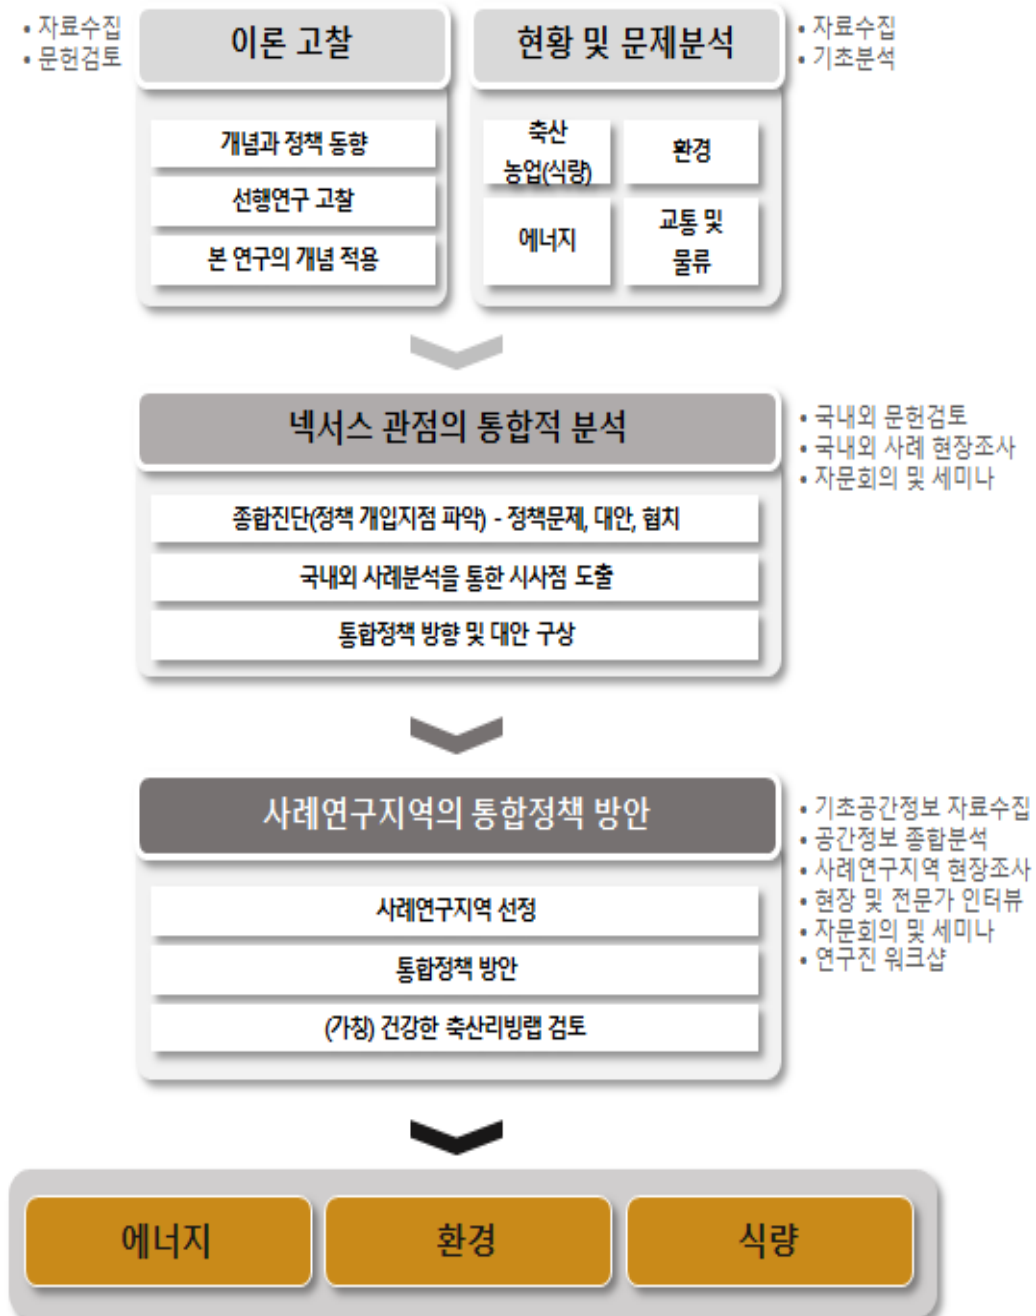 • 자료수집
• 문헌검토
이론 고찰
개념과 정책 동향
선행연구 고찰
본 연구의 개념 적용
현황 및 문제분석
• 자료수집
• 기초분석
축산
농업(식량)
환경
에너지
교통 및
물류
넥서스 관점의 통합적 분석
• 국내외 문헌검토
• 국내외 사례 현장조사
• 자문회의 및 세미나
종합진단(정책 개입지점 파악) - 정책문제, 대안, 협치
국내외 사례분석을 통한 시사점 도출
통합정책 방향 및 대안 구상
사례연구지역의 통합정책 방안
• 기초공간정보 자료수집
• 공간정보 종합분석
• 사례연구지역 현장조사
• 현장 및 전문가 인터뷰
• 자문회의 및 세미나
• 연구진 워크샵
사례연구지역 선정
통합정책 방안
(가칭) 건강한 축산리빙랩 검토
에너지
환경
식량